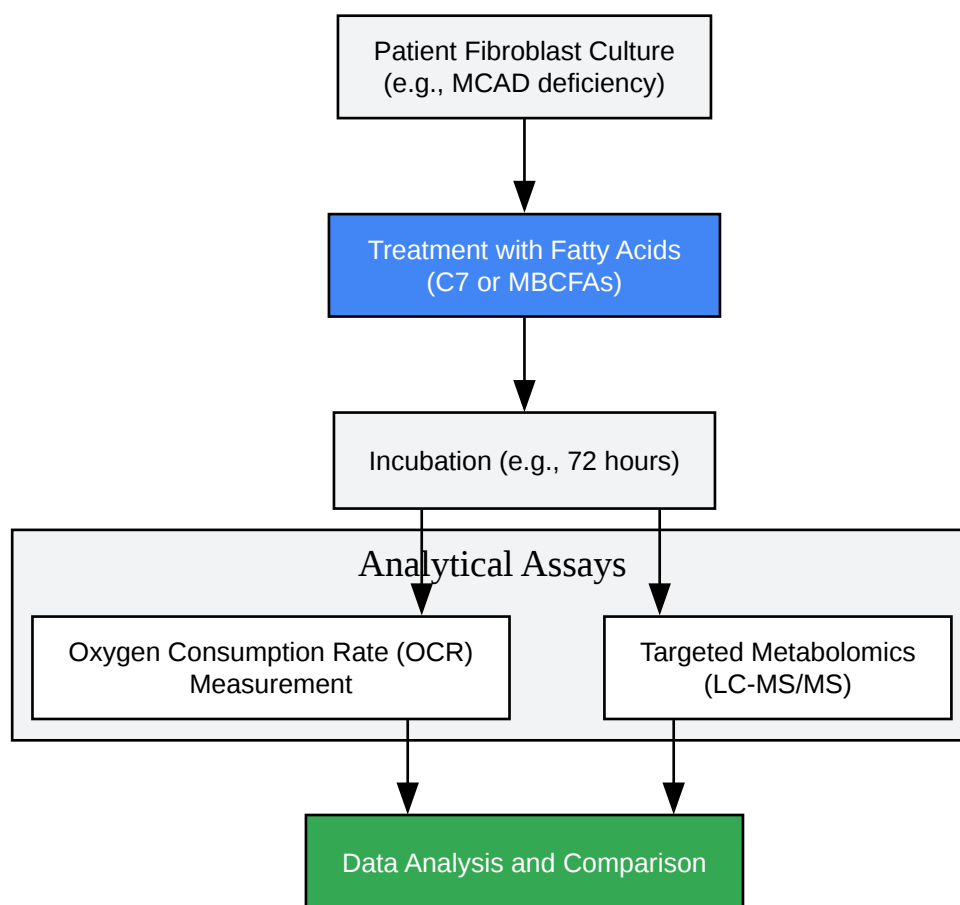 Patient Fibroblast Culture
(e.g., MCAD deficiency)
Treatment with Fatty Acids
(C7 or MBCFAs)
Incubation (e.g., 72 hours)
Analytical Assays
Oxygen Consumption Rate (OCR)
Measurement
Targeted Metabolomics
(LC-MS/MS)
Data Analysis and Comparison